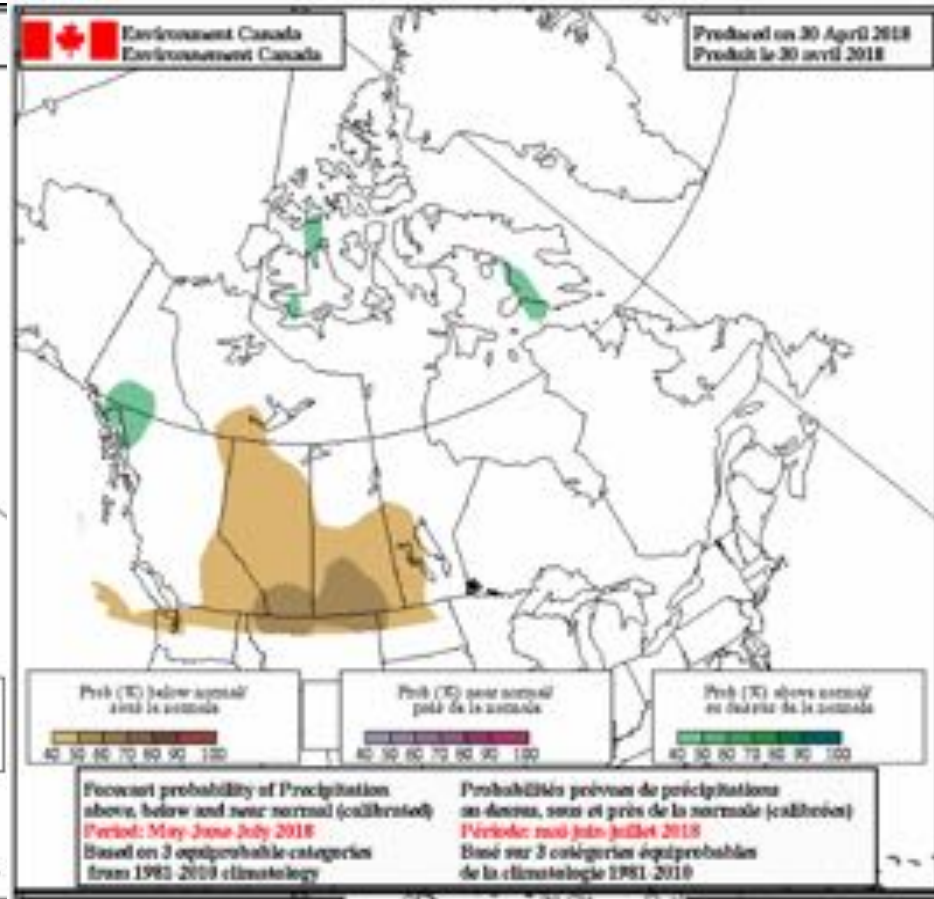 Environment Canada
Environnement Canada
Produced on 30 April 2018
Produit le 30 avril 2018
Prob (%) below normal/
sous la normale
40 50 60 70 80 90 100
Prob (%) near normal/
près de la normale
40 50 60 70 80 90 100
Prob (%) above normal/
au dessus de la normale
40 50 60 70 80 90 100
Forecast probability of Precipitation
above, below and near normal (calibrated)
Period: May-June-July 2018
Based on 3 equiprobable categories
from 1981-2010 climatology
Probabilités prévues de précipitations
au dessus, sous et près de la normale (calibrées)
Période: mai-juin-juillet 2018
Basé sur 3 catégories équiprobables
de la climatologie 1981-2010